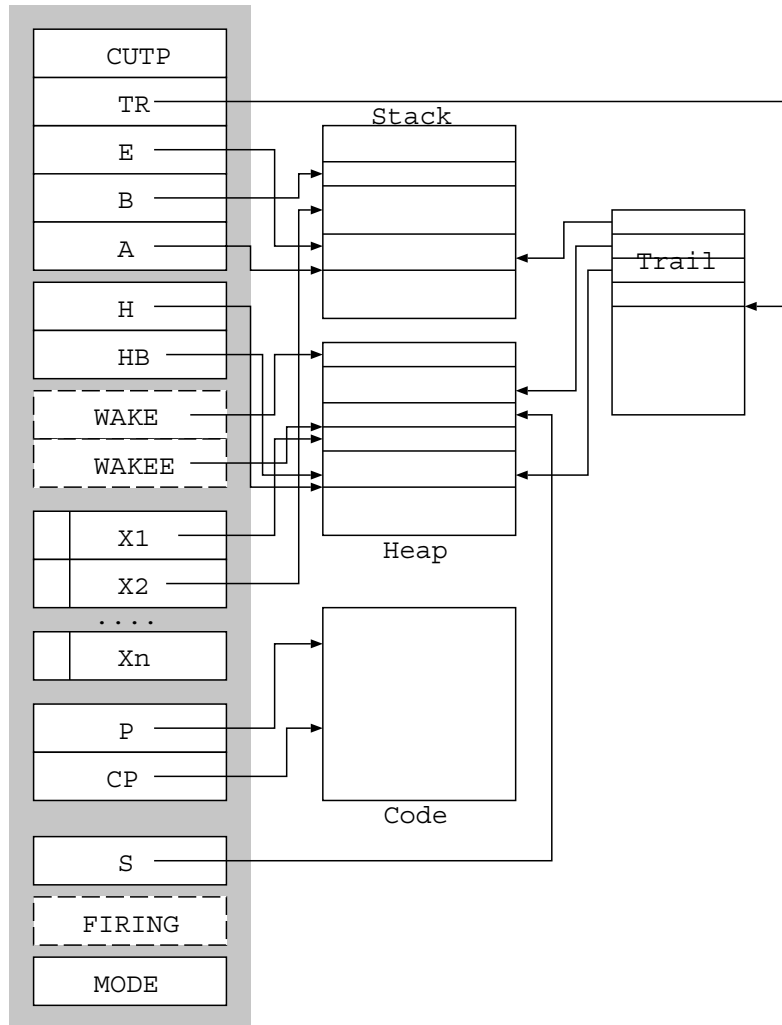 CUTP
TR
E
B
A
H
HB
WAKE
WAKEE
X1
X2
....
Xn
P
CP
S
FIRING
MODE
Stack
Heap
Code
Trail